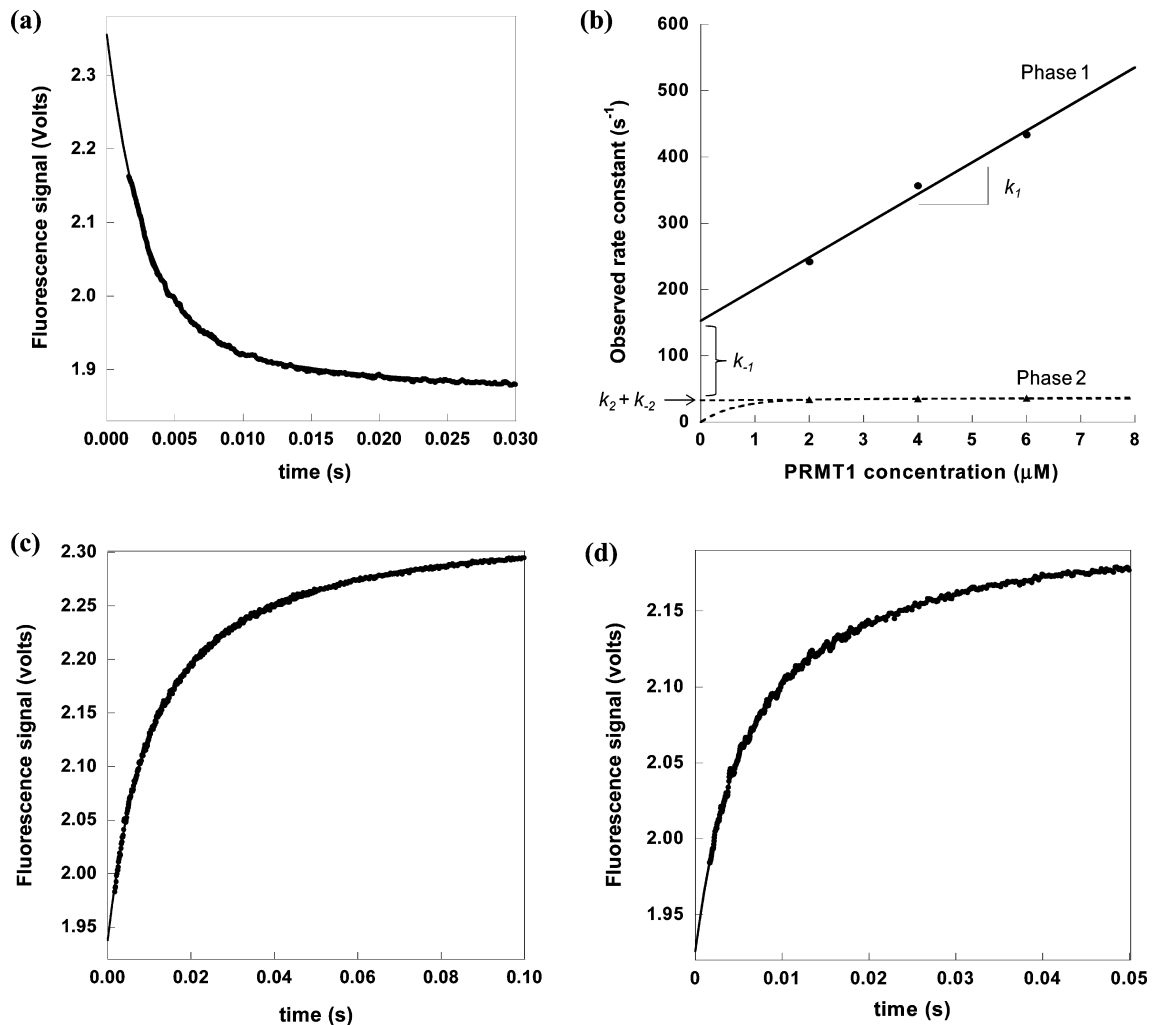 (a)
Fluorescence signal (Volts)
2.3
2.2
2.1
2.0
1.9
0.000 0.005 0.010 0.015 0.020 0.025 0.030
time (s)
(b)
Observed rate constant (s-1)
600
500
400
300
200
100
0
Phase 1
k1
k-1
Phase 2
k2 + k-2
0 1 2 3 4 5 6 7 8
PRMT1 concentration (μM)
(c)
Fluorescence signal (volts)
2.30
2.25
2.20
2.15
2.10
2.05
2.00
1.95
0.00 0.02 0.04 0.06 0.08 0.10
time (s)
(d)
Fluorescence signal (volts)
2.15
2.10
2.05
2.00
1.95
0 0.01 0.02 0.03 0.04 0.05
time (s)